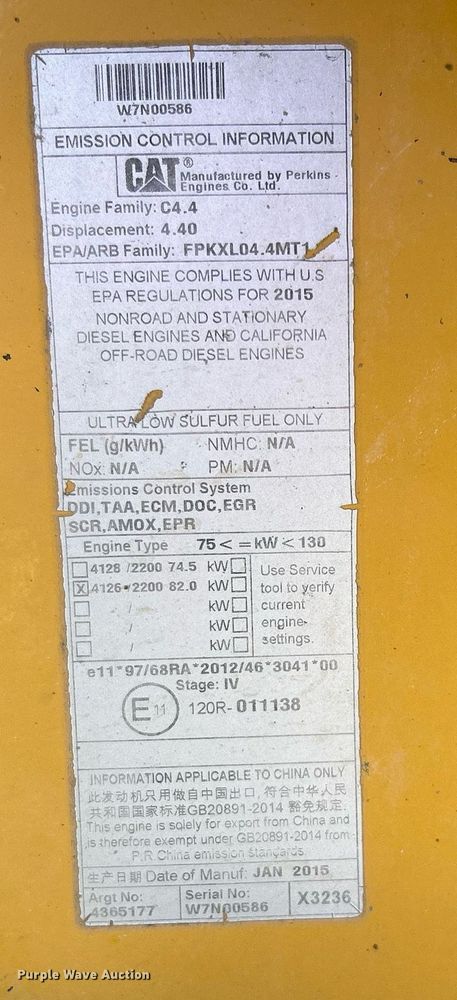 W7N00586
EMISSION CONTROL INFORMATION
CAT® Manufactured by Perkins
Engines Co. Ltd.
Engine Family: C4.4
Displacement: 4.40
EPA/ARB Family: FPKXL04.4MT1
THIS ENGINE COMPLIES WITH U.S
EPA REGULATIONS FOR 2015
NONROAD AND STATIONARY
DIESEL ENGINES AND CALIFORNIA
OFF-ROAD DIESEL ENGINES
ULTRA LOW SULFUR FUEL ONLY
FEL (g/kWh) NMHC: N/A
NOx: N/A PM: N/A
Emissions Control System
DDI,TAA,ECM,DOC,EGR
SCR,AMOX,EPR
Engine Type 75<=kW<130
4128 /2200 74.5 kW Use Service
X 4126 2200 82.0 kW tool to verify
/ kW current
/ kW engine
/ kW settings.
e11*97/68RA*2012/46*3041*00
Stage: IV
E11 120R-011138
INFORMATION APPLICABLE TO CHINA ONLY
此发动机只用做自中国出口,符合中华人民
共和国国家标准GB20891-2014 豁免规定.
This engine is solely for export from China and
is therefore exempt under GB20891-2014 from
P.R China emission standards
生产日期 Date of Manuf: JAN 2015
Argt No: Serial No: X3236
4365177 W7N00586
Purple Wave Auction